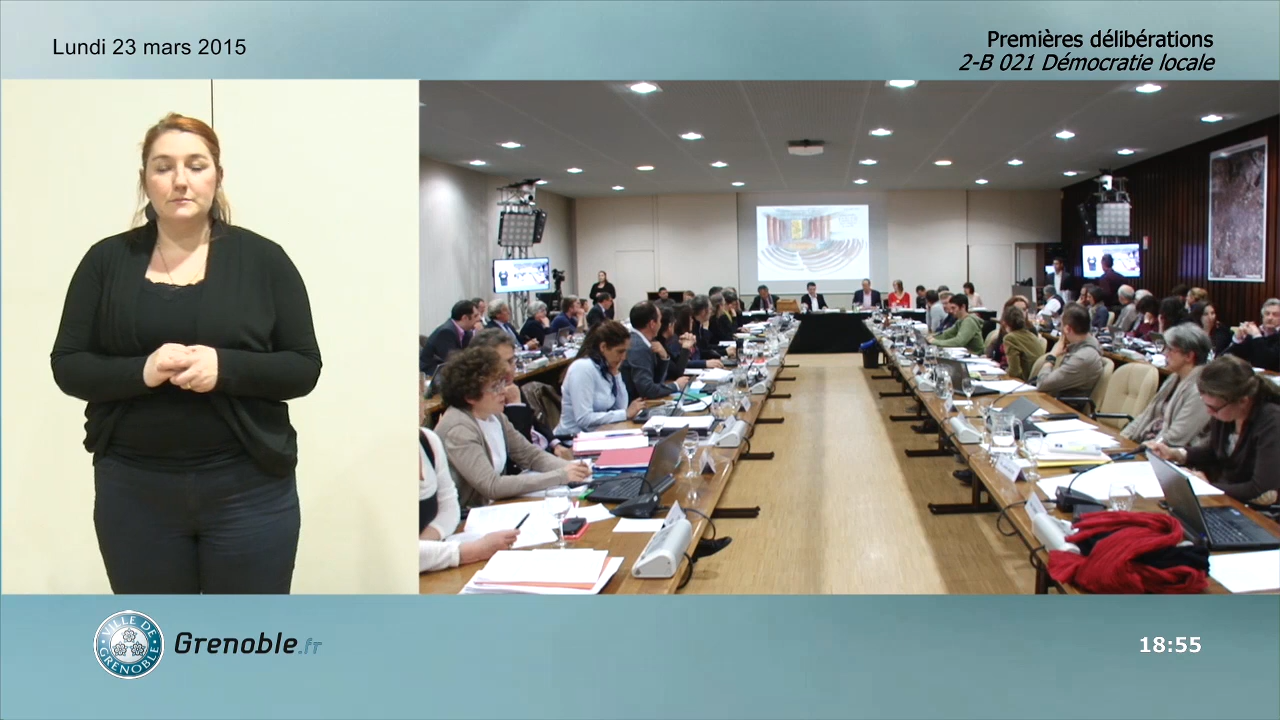 Lundi 23 mars 2015
Premières délibérations
2-B 021 Démocratie locale
VILLE DE
GRENOBLE
Grenoble.fr
18:55